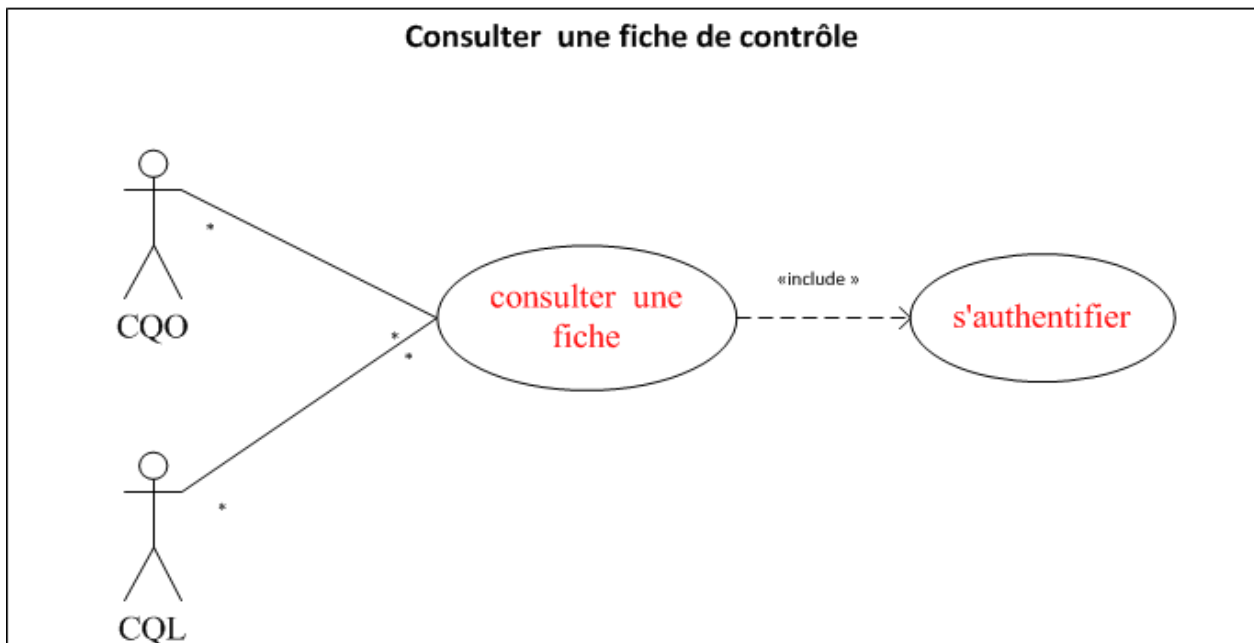 Consulter une fiche de contrôle
*
CQO
consulter une
fiche
«include »
s'authentifier
*
*
*
CQL